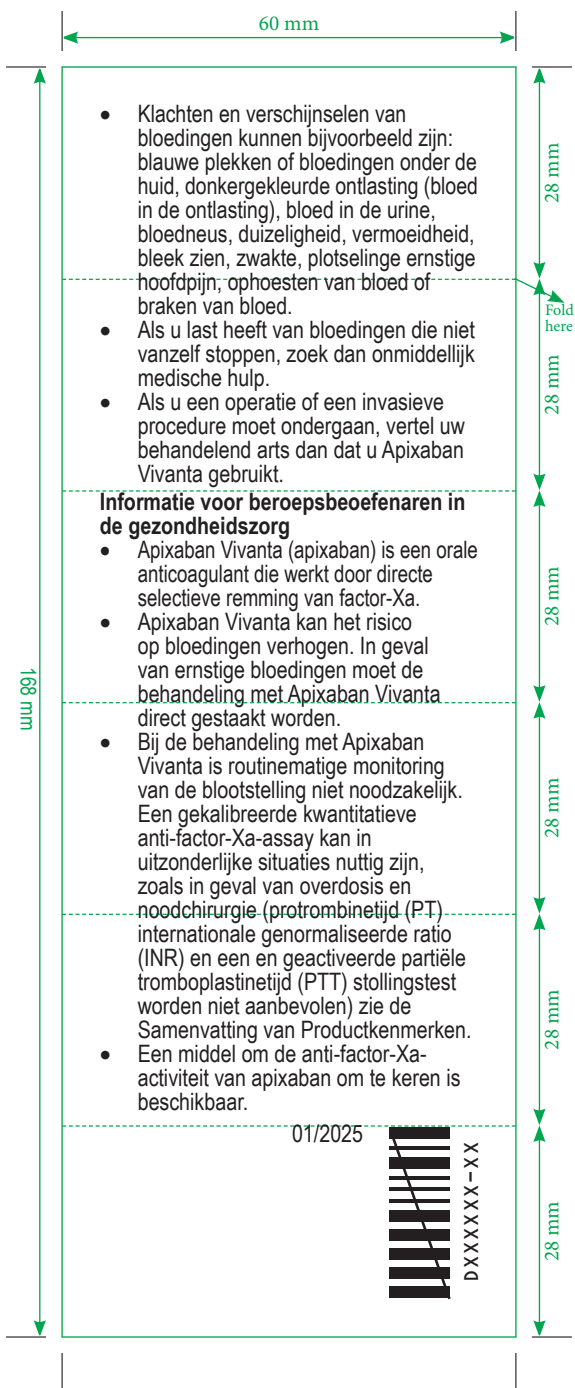 60 mm
• Klachten en verschijnselen van
bloedingen kunnen bijvoorbeeld zijn:
blauwe plekken of bloedingen onder de
huid, donkergekleurde ontlasting (bloed
in de ontlasting), bloed in de urine,
bloedneus, duizeligheid, vermoeidheid,
bleek zien, zwakte, plotselinge ernstige
hoofdpijn, ophoesten van bloed of
braken van bloed.
• Als u last heeft van bloedingen die niet
vanzelf stoppen, zoek dan onmiddellijk
medische hulp.
• Als u een operatie of een invasieve
procedure moet ondergaan, vertel uw
behandelend arts dan dat u Apixaban
Vivanta gebruikt.
Informatie voor beroepsbeoefenaren in
de gezondheidszorg
• Apixaban Vivanta (apixaban) is een orale
anticoagulant die werkt door directe
selectieve remming van factor-Xa.
• Apixaban Vivanta kan het risico
op bloedingen verhogen. In geval
van ernstige bloedingen moet de
behandeling met Apixaban Vivanta
direct gestaakt worden.
• Bij de behandeling met Apixaban
Vivanta is routinematige monitoring
van de blootstelling niet noodzakelijk.
Een gekalibreerde kwantitatieve
anti-factor-Xa-assay kan in
uitzonderlijke situaties nuttig zijn,
zoals in geval van overdosis en
noodchirurgie (protrombinetijd (PT)
internationale genormaliseerde ratio
(INR) en een en geactiveerde partiële
tromboplastinetijd (PTT) stollingstest
worden niet aanbevolen) zie de
Samenvatting van Productkenmerken.
• Een middel om de anti-factor-Xa-
activiteit van apixaban om te keren is
beschikbaar.
01/2025
DXXXXXX-XX
168 mm
28 mm
Fold
here
28 mm
28 mm
28 mm
28 mm
28 mm